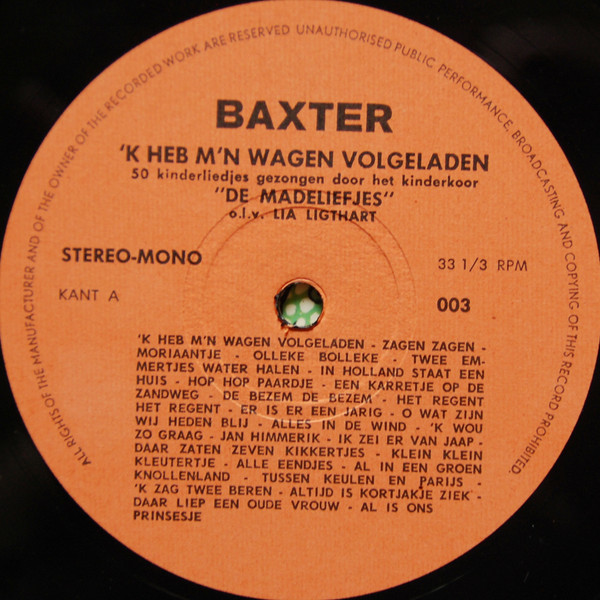 ALL RIGHTS OF THE MANUFACTURER AND OF THE OWNER OF THE RECORDED WORK ARE RESERVED UNAUTHORISED PUBLIC PERFORMANCE, BROADCASTING AND COPYING OF THIS RECORD PROHIBITED.
BAXTER
'K HEB M'N WAGEN VOLGELADEN
50 kinderliedjes gezongen door het kinderkoor
"DE MADELIEFJES"
o.l.v. LIA LIGTHART
STEREO-MONO
33 1/3 RPM
KANT A
003
'K HEB M'N WAGEN VOLGELADEN - ZAGEN ZAGEN -
MORIAANTJE - OLLEKE BOLLEKE - TWEE EM-
MERTJES WATER HALEN - IN HOLLAND STAAT EEN
HUIS - HOP HOP PAARDJE - EEN KARRETJE OP DE
ZANDWEG - DE BEZEM DE BEZEM - HET REGENT
HET REGENT - ER IS ER EEN JARIG - O WAT ZIJN
WIJ HEDEN BLIJ - ALLES IN DE WIND - 'K WOU
ZO GRAAG - JAN HIMMERIK - IK ZEI ER VAN JAAP -
DAAR ZATEN ZEVEN KIKKERTJES - KLEIN KLEIN
KLEUTERTJE - ALLE EENDJES - AL IN EEN GROEN
KNOLLENLAND - TUSSEN KEULEN EN PARIJS -
'K ZAG TWEE BEREN - ALTIJD IS KORTJAKJE ZIEK -
DAAR LIEP EEN OUDE VROUW - AL IS ONS
PRINSESJE